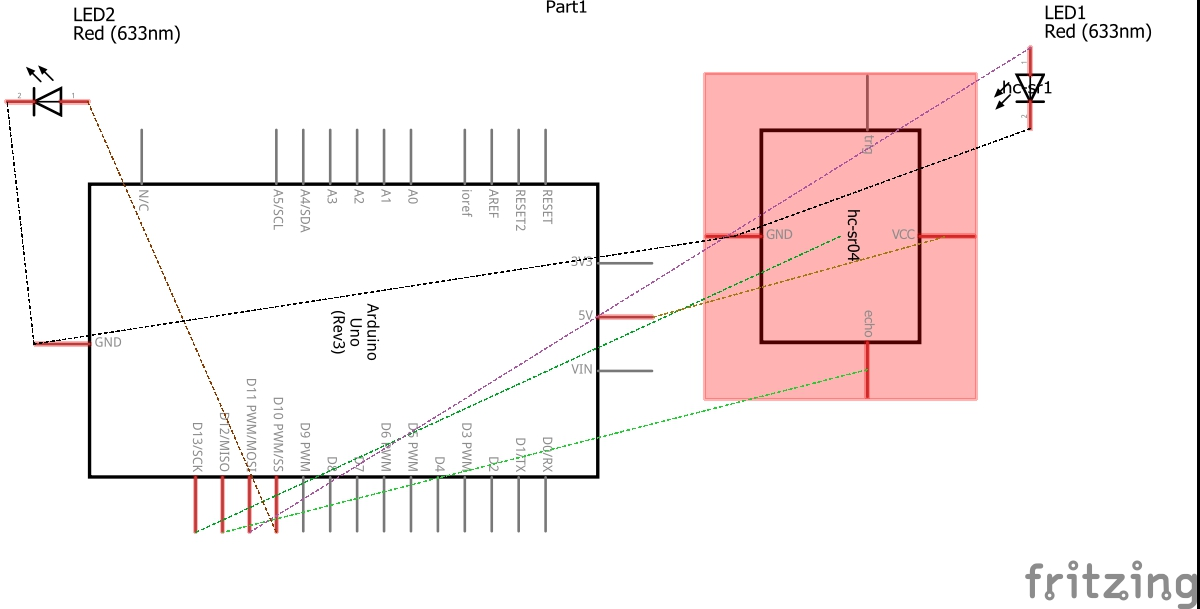 Part1
LED2
Red (633nm)
LED1
Red (633nm)
2
1
hc-sr1
1
2
N/C
A5/SCL
A4/SDA
A3
A2
A1
A0
ioref
AREF
RESET2
RESET
trig
GND
VCC
hc-sr04
echo
3V3
5V
VIN
GND
Arduino
Uno
(Rev3)
D13/SCK
D12/MISO
D11 PWM/MOSI
D10 PWM/SS
D9 PWM
D8
D7
D6 PWM
D5 PWM
D4
D3 PWM
D2
D1/TX
D0/RX
fritzing